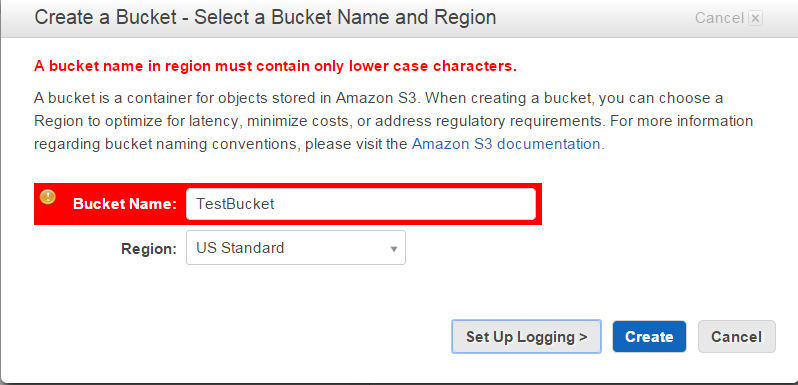 Create a Bucket - Select a Bucket Name and Region
Cancel
A bucket name in region must contain only lower case characters.
A bucket is a container for objects stored in Amazon S3. When creating a bucket, you can choose a
Region to optimize for latency, minimize costs, or address regulatory requirements. For more information
regarding bucket naming conventions, please visit the Amazon S3 documentation.
Bucket Name: TestBucket
Region: US Standard
Set Up Logging > Create Cancel